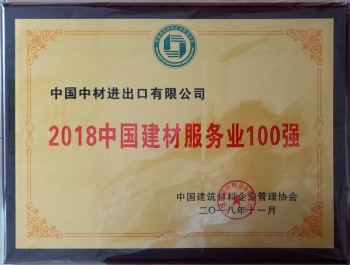 中国中材进出口有限公司
2018中国建材服务业100强
中国建筑材料企业管理协会
二〇一八年十一月